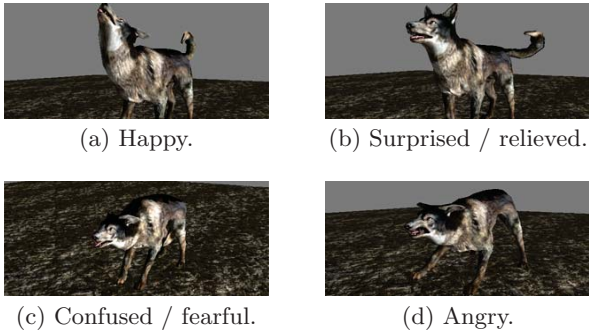 (a) Happy.
(b) Surprised / relieved.
(c) Confused / fearful.
(d) Angry.